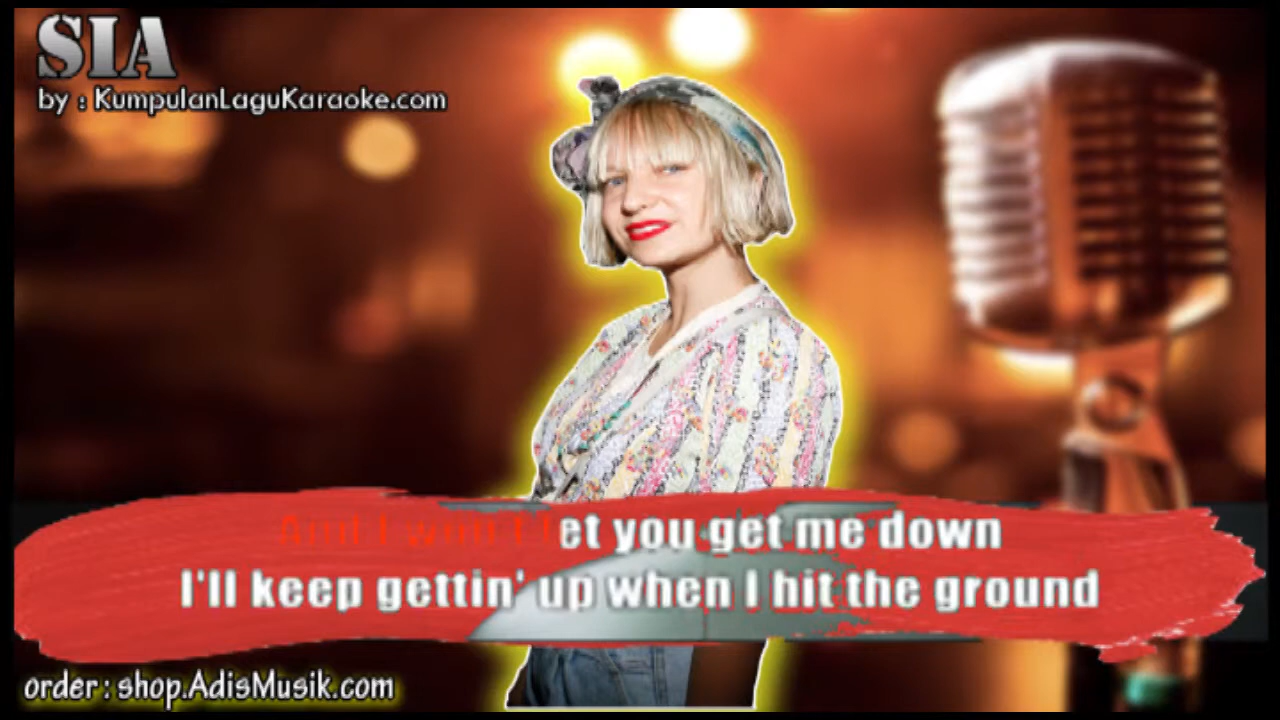 SIA
by : KumpulanLaguKaraoke.com
And I won't let you get me down
I'll keep gettin' up when I hit the ground
order : shop.AdisMusik.com